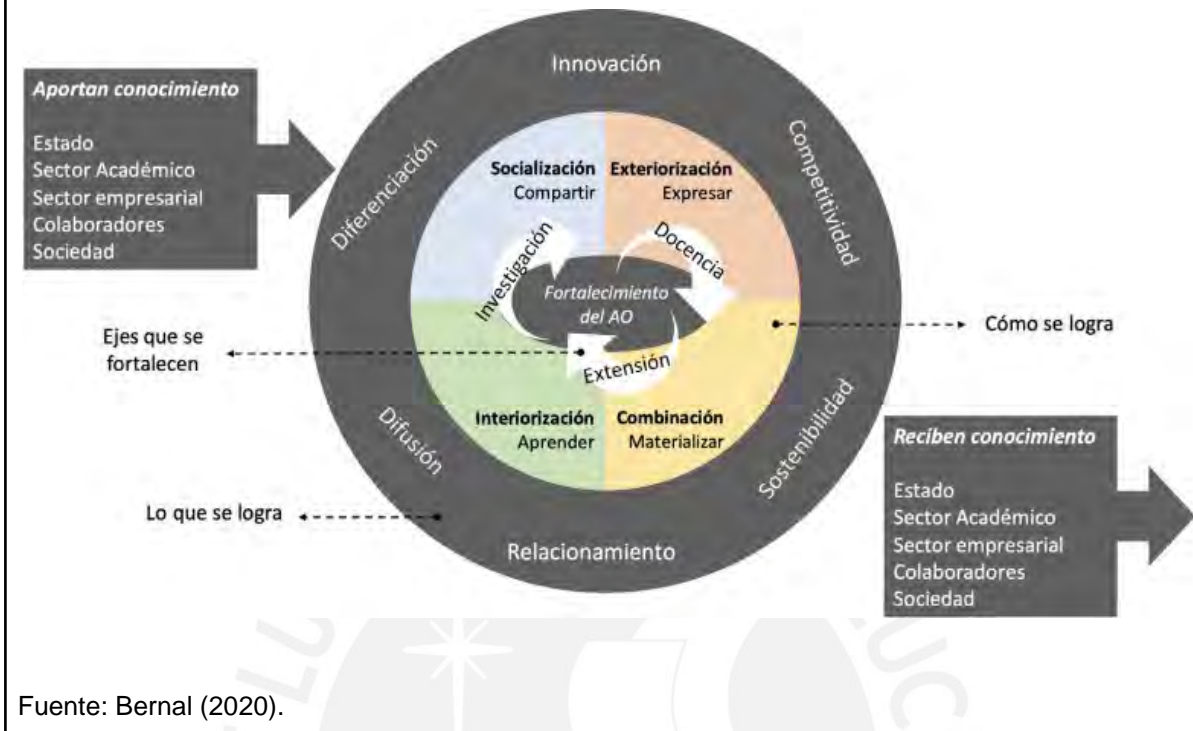 Innovación
Aportan conocimiento
Estado
Sector Académico
Sector empresarial
Colaboradores
Sociedad
Diferenciación
Competitividad
Socialización
Compartir
Exteriorización
Expresar
Investigación
Docencia
Fortalecimiento
del AO
Extensión
Ejes que se
fortalecen
Cómo se logra
Interiorización
Aprender
Combinación
Materializar
Difusión
Sostenibilidad
Lo que se logra
Relacionamiento
Reciben conocimiento
Estado
Sector Académico
Sector empresarial
Colaboradores
Sociedad
Fuente: Bernal (2020).